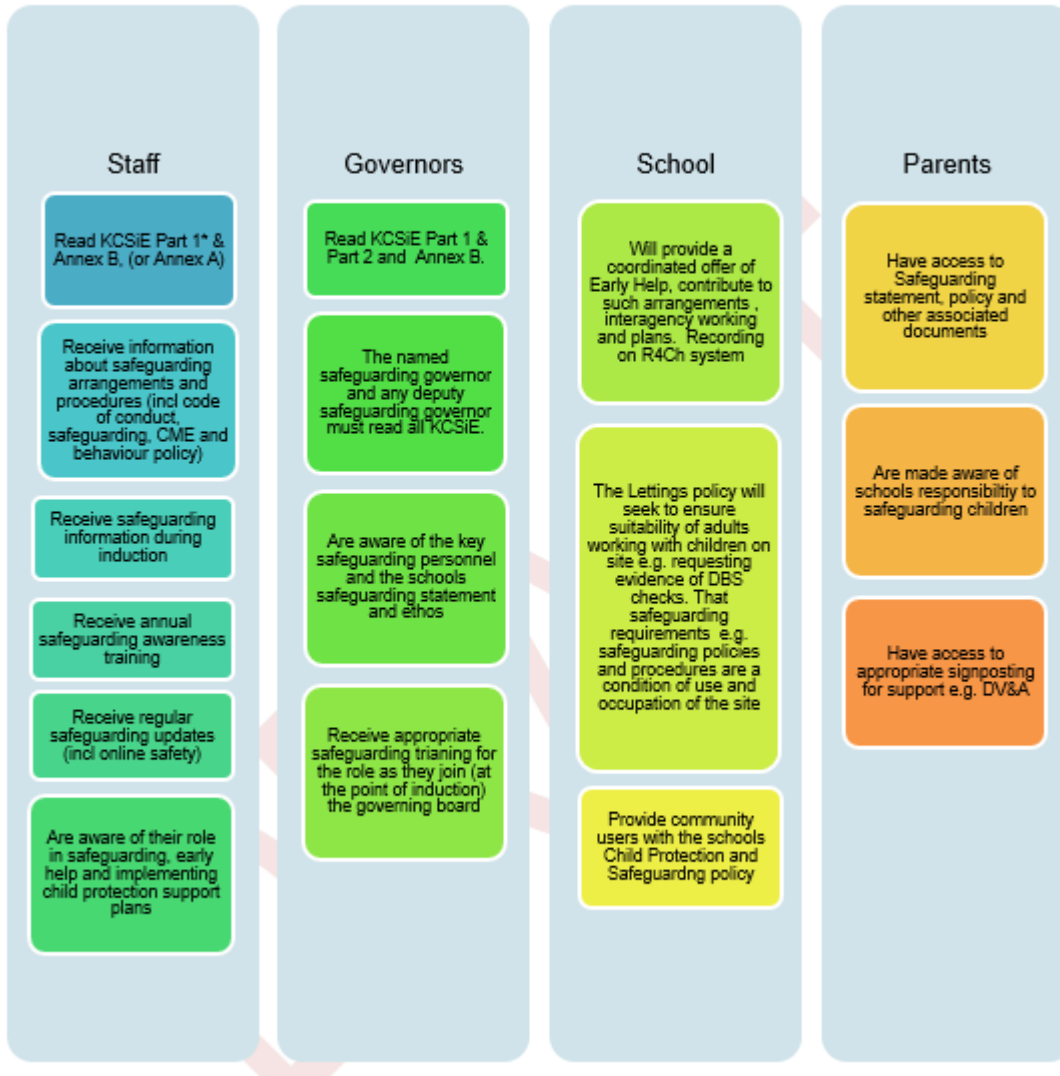 Staff
Read KCSiE Part 1* &
Annex B, (or Annex A)
Receive information
about safeguarding
arrangements and
procedures (incl code
of conduct,
safeguarding, CME and
behaviour policy)
Receive safeguarding
information during
induction
Receive annual
safeguarding awareness
training
Receive regular
safeguarding updates
(incl online safety)
Are aware of their role
in safeguarding, early
help and implementing
child protection support
plans
Governors
Read KCSiE Part 1 &
Part 2 and Annex B.
The named
safeguarding governor
and any deputy
safeguarding governor
must read all KCSiE.
Are aware of the key
safeguarding personnel
and the schools
safeguarding statement
and ethos
Receive appropriate
safeguarding trianing for
the role as they join (at
the point of induction)
the governing board
School
Will provide a
coordinated offer of
Early Help, contribute to
such arrangements ,
interagency working
and plans. Recording
on R4Ch system
The Lettings policy will
seek to ensure
suitability of adults
working with children on
site e.g. requesting
evidence of DBS
checks. That
safeguarding
requirements e.g.
safeguarding policies
and procedures are a
condition of use and
occupation of the site
Provide community
users with the schools
Child Protection and
Safeguardng policy
Parents
Have access to
Safeguarding
statement, policy and
other associated
documents
Are made aware of
schools responsibiltiy to
safeguarding children
Have access to
appropriate signposting
for support e.g. DV&A